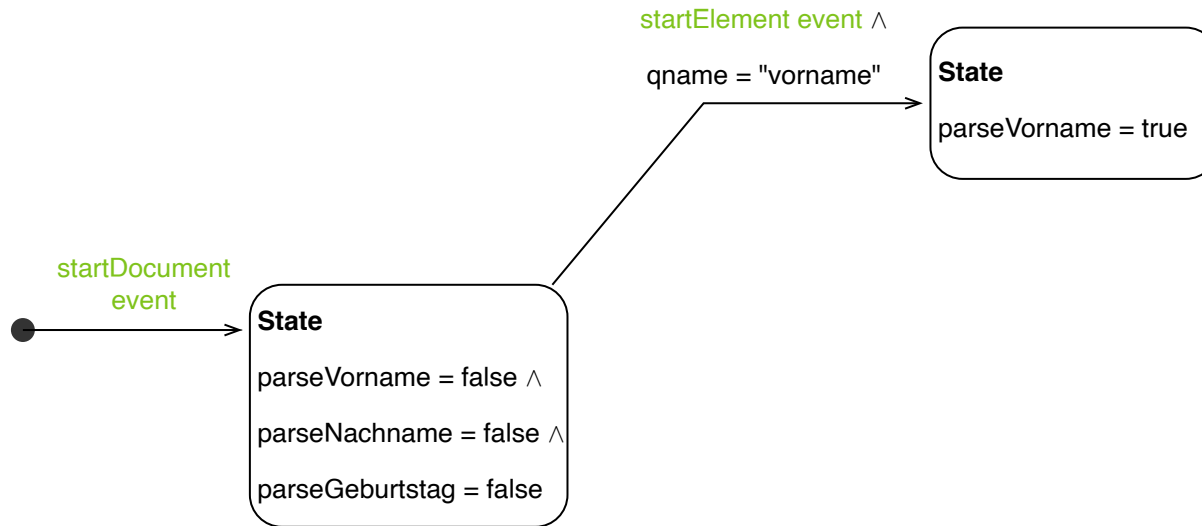 startElement event ∧
qname = "vorname"
State
parseVorname = true
startDocument
event
State
parseVorname = false ∧
parseNachname = false ∧
parseGeburtstag = false